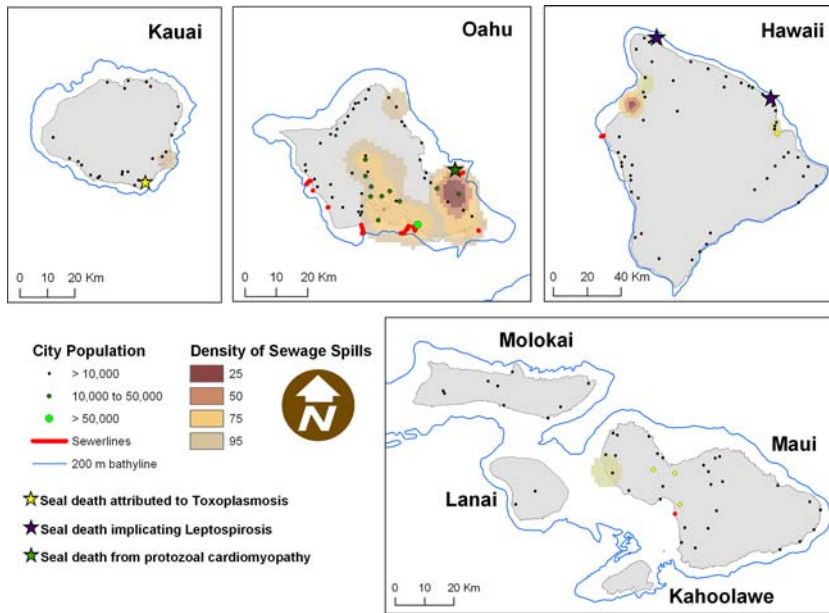 Kauai
0 10 20 Km
Oahu
0 10 20 Km
Hawaii
0 20 40 Km
City Population
> 10,000
10,000 to 50,000
> 50,000
Sewerlines
200 m bathyline
Density of Sewage Spills
25
50
75
95
N
Seal death attributed to Toxoplasmosis
Seal death implicating Leptospirosis
Seal death from protozoal cardiomyopathy
Molokai
Maui
Lanai
Kahoolawe
0 10 20 Km